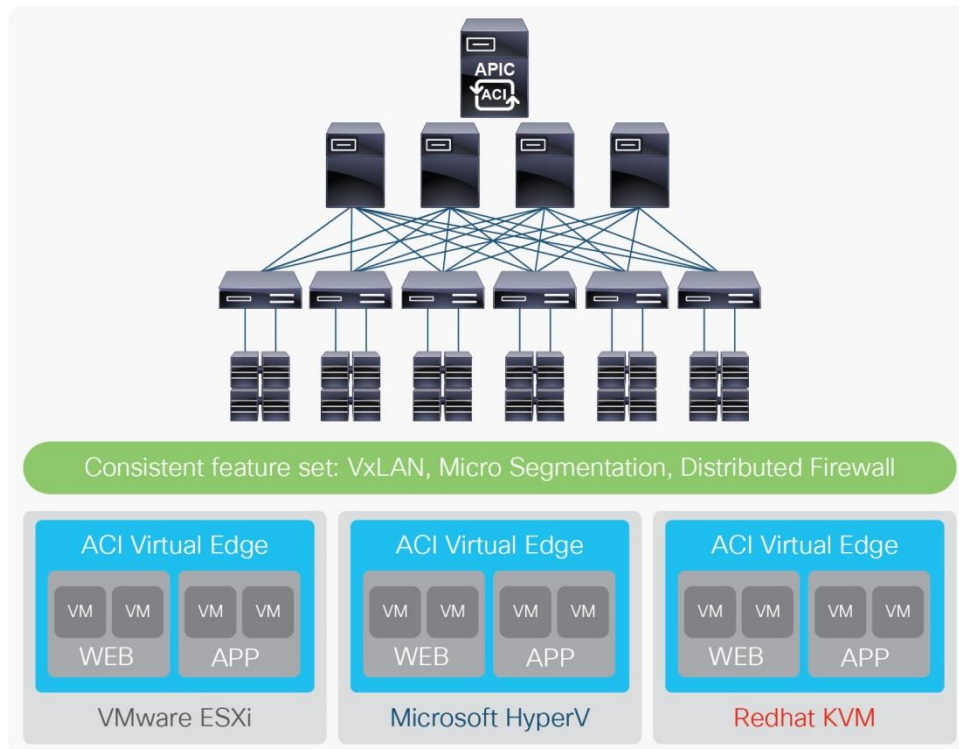 APIC
ACI
Consistent feature set: VxLAN, Micro Segmentation, Distributed Firewall
ACI Virtual Edge
VM VM VM VM
WEB APP
VMware ESXi
ACI Virtual Edge
VM VM VM VM
WEB APP
Microsoft HyperV
ACI Virtual Edge
VM VM VM VM
WEB APP
Redhat KVM